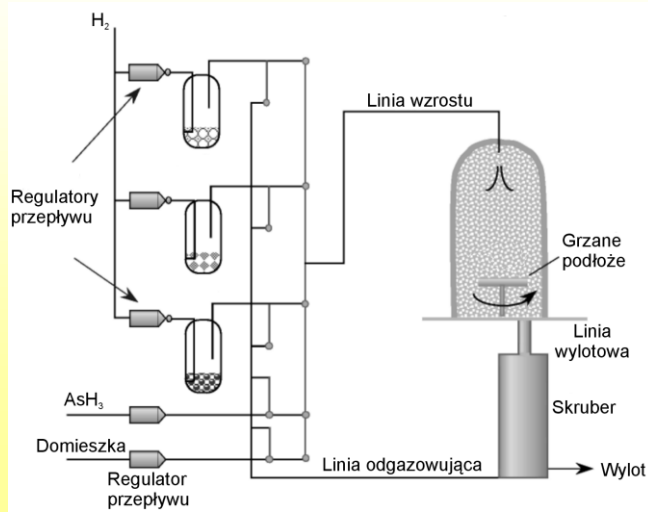 H₂
Linia wzrostu
Regulatory
przepływu
Grzane
podłoże
Linia
wylotowa
AsH₃
Skruber
Domieszka
Regulator
przepływu
Linia odgazowująca
Wylot